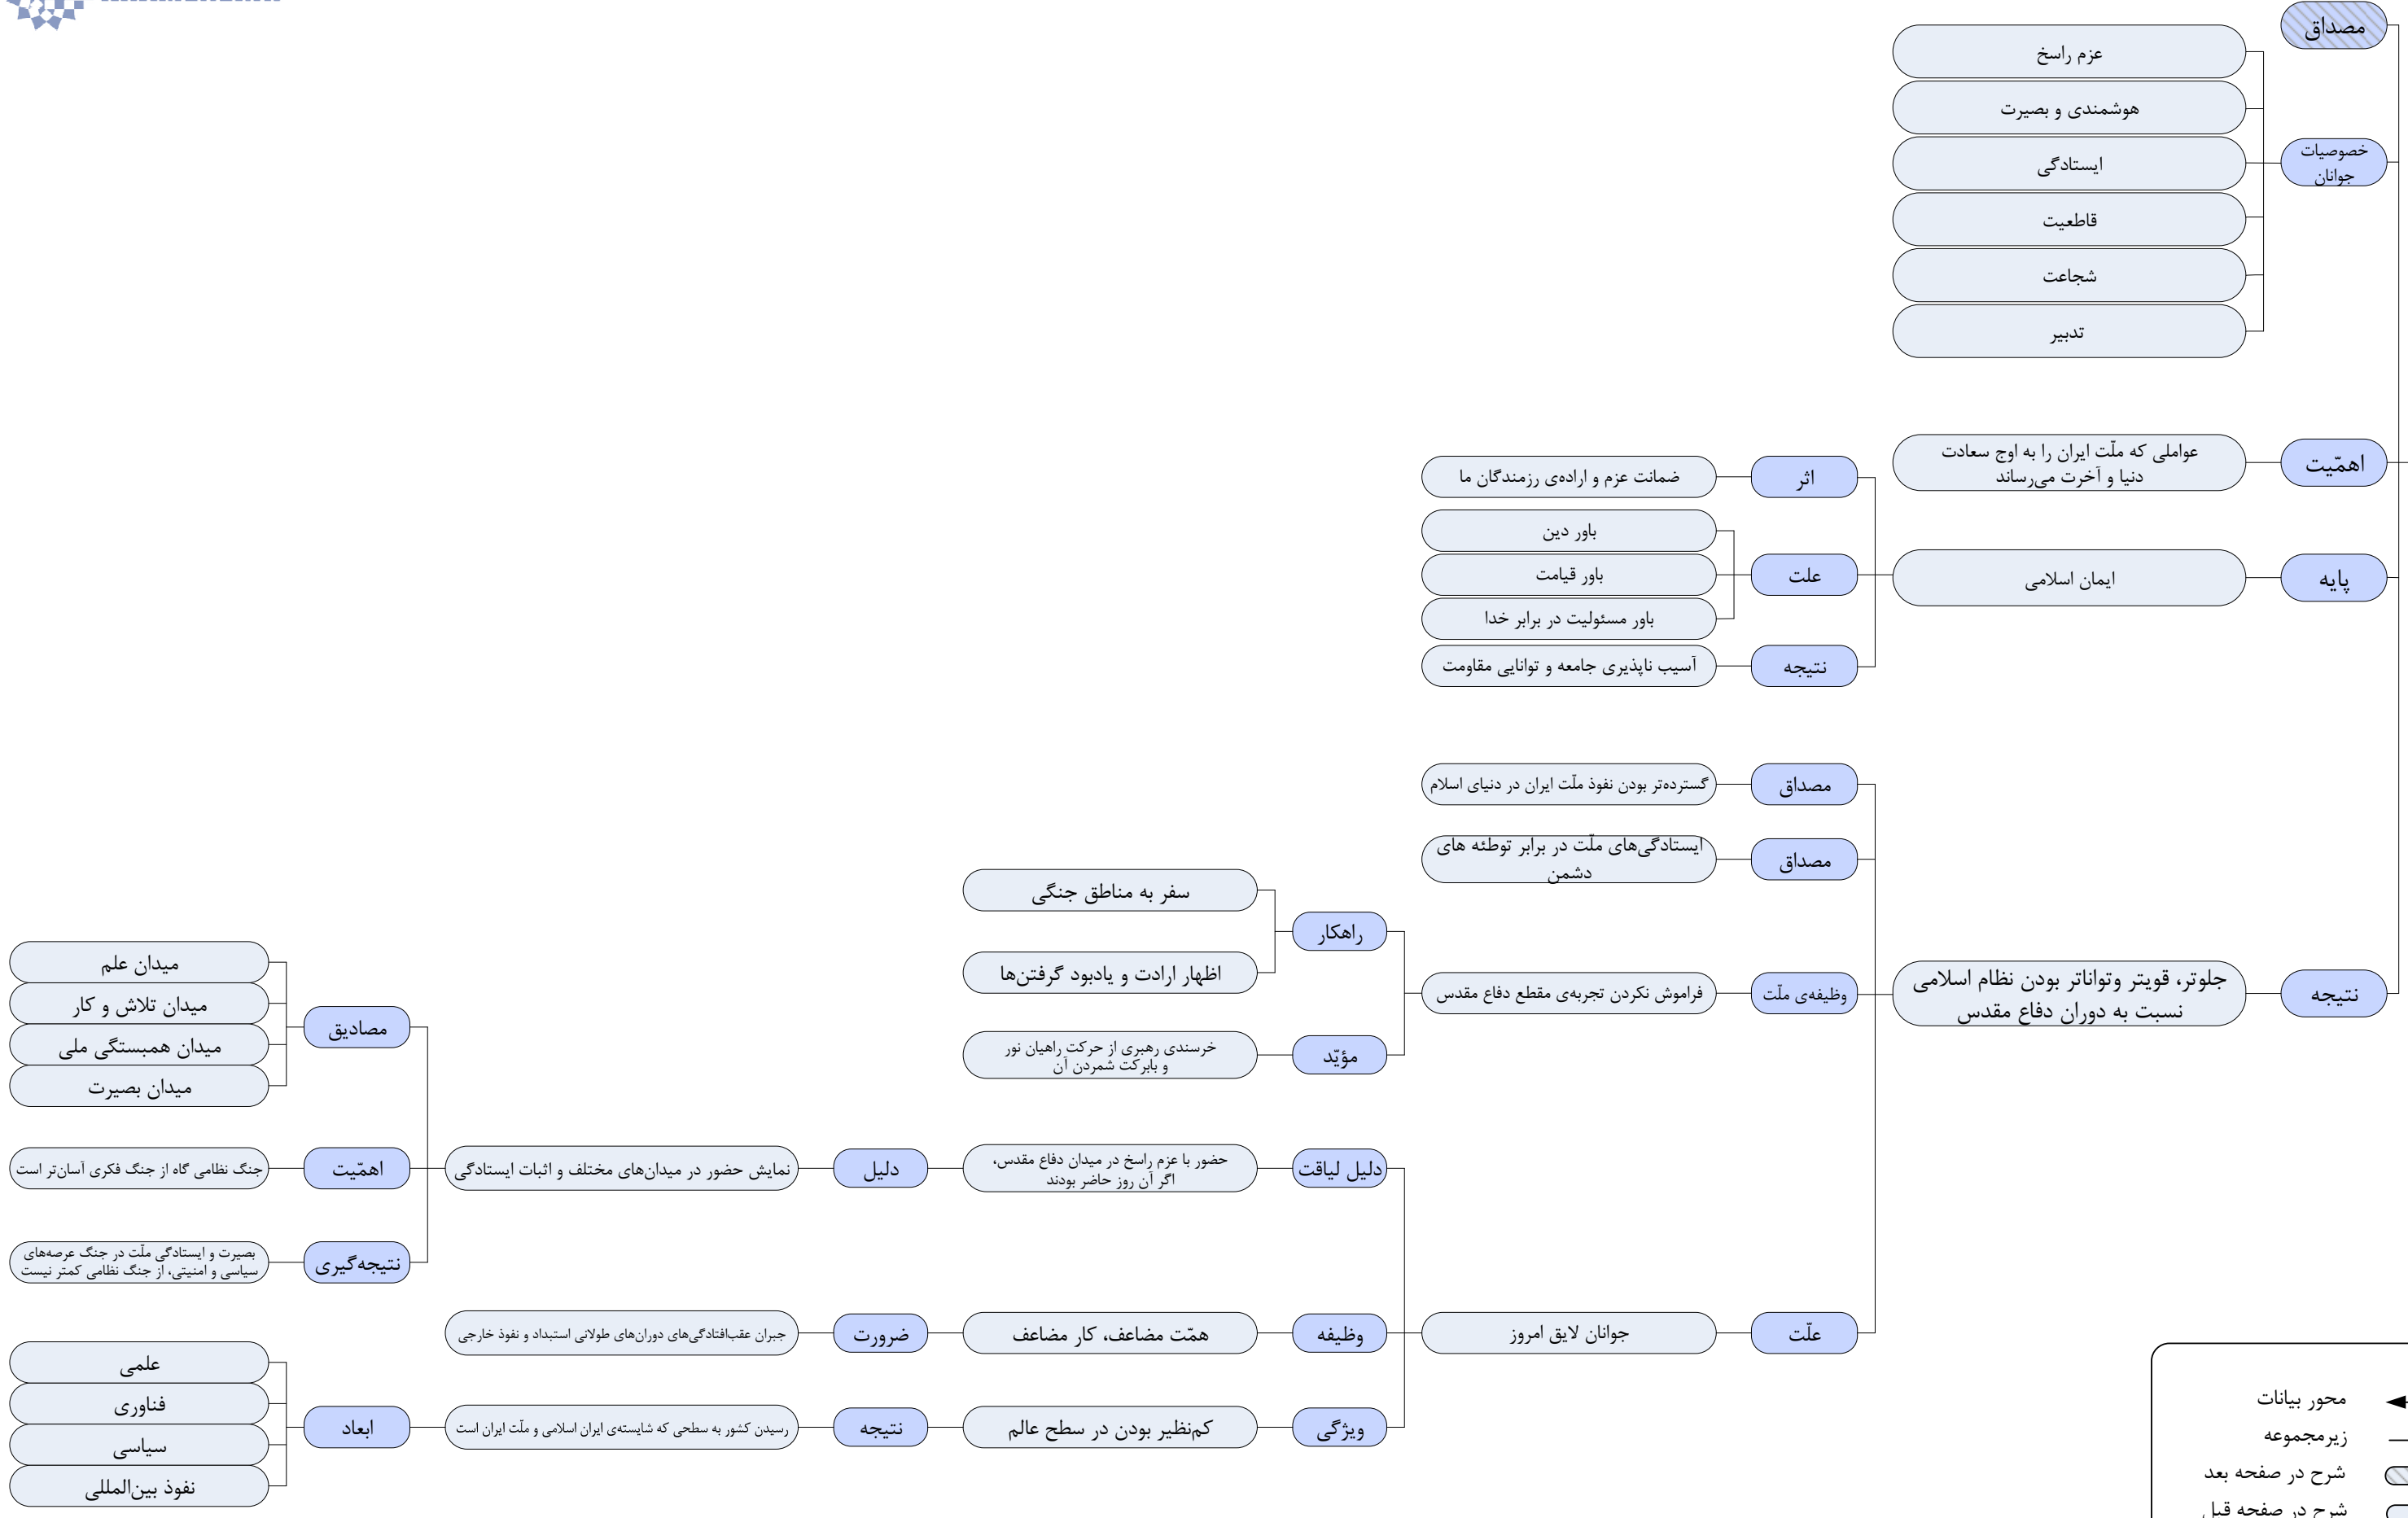 مصداق
خصوصیات
جوانان
عزم راسخ
هوشمندی و بصیرت
ایستادگی
قاطعیت
شجاعت
تدبیر
اهمّیت
عواملی که ملّت ایران را به اوج سعادت
دنیا و آخرت می‌رساند
پایه
ایمان اسلامی
اثر
ضمانت عزم و اراده‌ی رزمندگان ما
علت
باور دین
باور قیامت
باور مسئولیت در برابر خدا
نتیجه
آسیب ناپذیری جامعه و توانایی مقاومت
نتیجه
جلوتر، قویتر وتواناتر بودن نظام اسلامی
نسبت به دوران دفاع مقدس
مصداق
گسترده‌تر بودن نفوذ ملّت ایران در دنیای اسلام
مصداق
ایستادگی‌های ملّت در برابر توطئه های
دشمن
وظیفه‌ی ملّت
فراموش نکردن تجربه‌ی مقطع دفاع مقدس
راهکار
سفر به مناطق جنگی
اظهار ارادت و یادبود گرفتن‌ها
مؤیّد
خرسندی رهبری از حرکت راهیان نور
و بابرکت شمردن آن
علّت
جوانان لایق امروز
دلیل لیاقت
حضور با عزم راسخ در میدان دفاع مقدس،
اگر آن روز حاضر بودند
دلیل
نمایش حضور در میدان‌های مختلف و اثبات ایستادگی
مصادیق
میدان علم
میدان تلاش و کار
میدان همبستگی ملی
میدان بصیرت
اهمّیت
جنگ نظامی گاه از جنگ فکری آسان‌تر است
نتیجه‌گیری
بصیرت و ایستادگی ملّت در جنگ عرصه‌های
سیاسی و امنیتی، از جنگ نظامی کمتر نیست
وظیفه
همّت مضاعف، کار مضاعف
ضرورت
جبران عقب‌افتادگی‌های دوران‌های طولانی استبداد و نفوذ خارجی
ویژگی
کم‌نظیر بودن در سطح عالم
نتیجه
رسیدن کشور به سطحی که شایسته‌ی ایران اسلامی و ملّت ایران است
ابعاد
علمی
فناوری
سیاسی
نفوذ بین‌المللی
محور بیانات
زیرمجموعه
شرح در صفحه بعد
شرح در صفحه قبل